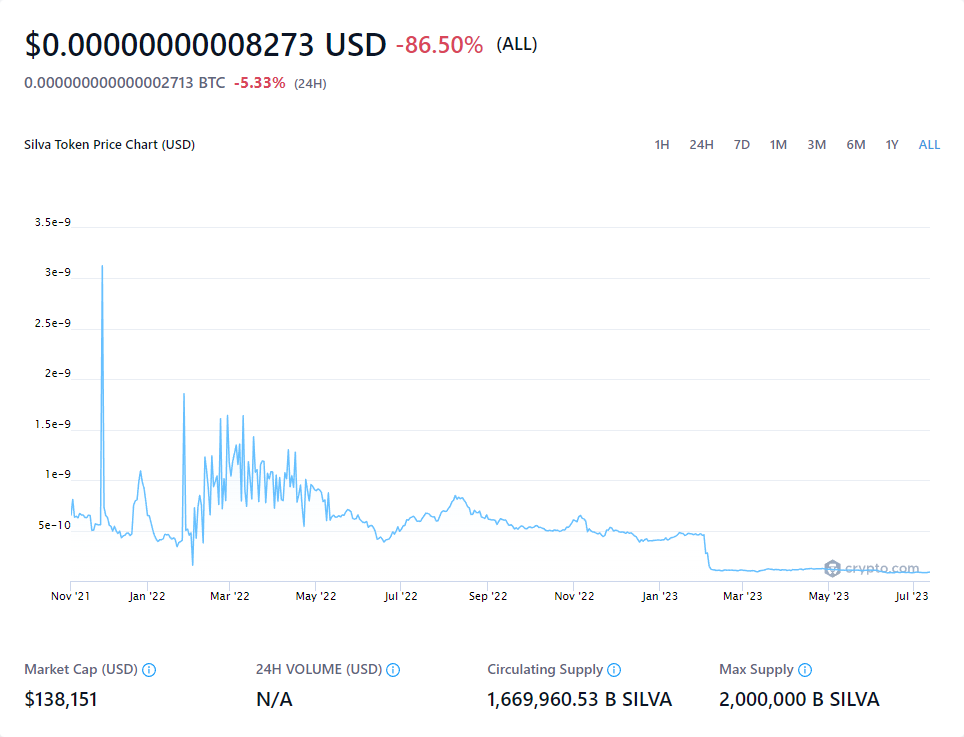 $0.00000000008273 USD -86.50% (ALL)
0.000000000000002713 BTC -5.33% (24H)
Silva Token Price Chart (USD) 1H 24H 7D 1M 3M 6M 1Y ALL
3.5e-9
3e-9
2.5e-9
2e-9
1.5e-9
1e-9
5e-10
crypto.com
Nov '21 Jan '22 Mar '22 May '22 Jul '22 Sep '22 Nov '22 Jan '23 Mar '23 May '23 Jul '23
Market Cap (USD) 24H VOLUME (USD) Circulating Supply Max Supply
$138,151 N/A 1,669,960.53 B SILVA 2,000,000 B SILVA